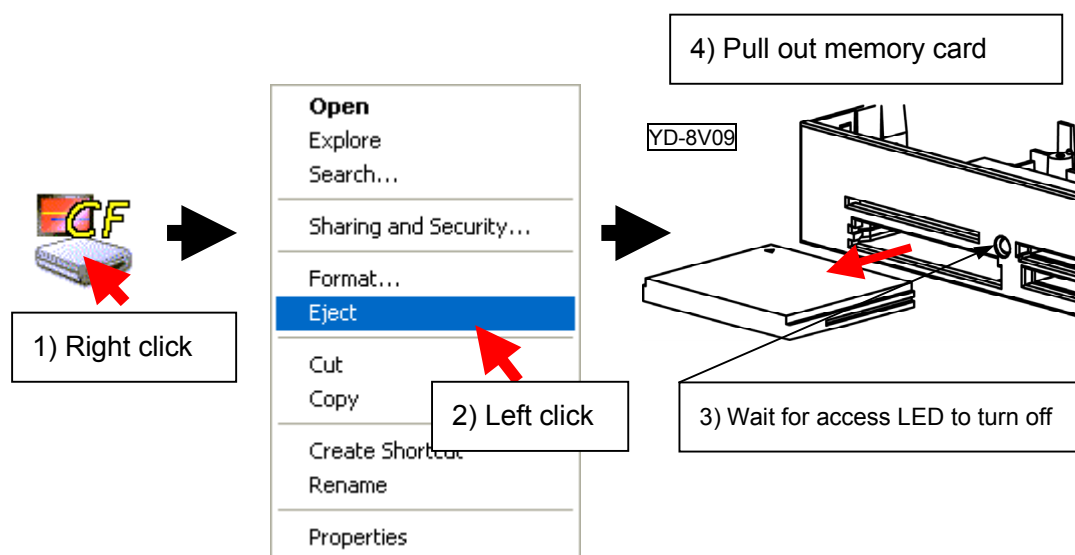 CF
1) Right click
Open
Explore
Search...
Sharing and Security...
Format...
Eject
Cut
Copy
Create Shortcut
Rename
Properties
2) Left click
4) Pull out memory card
YD-8V09
3) Wait for access LED to turn off